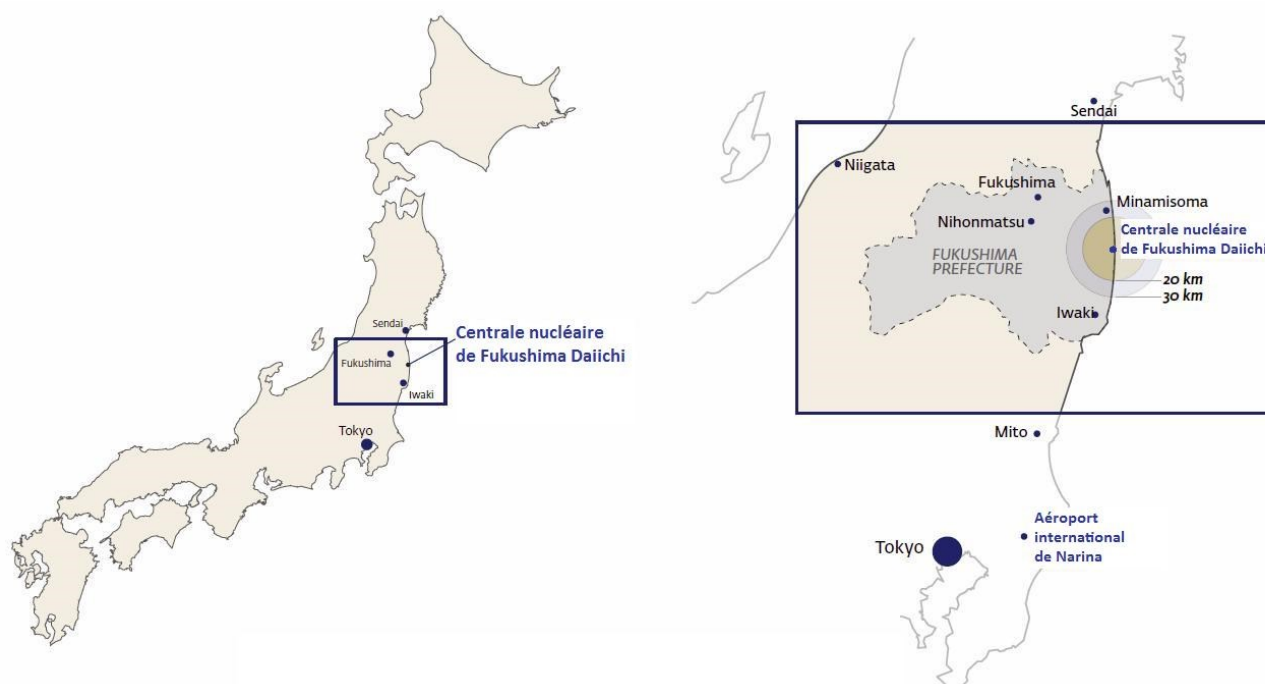 Sendai
Centrale nucléaire
de Fukushima Daiichi
Fukushima
Iwaki
Tokyo
Sendai
Niigata
Fukushima
Minamisoma
Nihonmatsu
Centrale nucléaire
de Fukushima Daiichi
FUKUSHIMA
PREFECTURE
20 km
30 km
Iwaki
Mito
Aéroport
international
de Narina
Tokyo